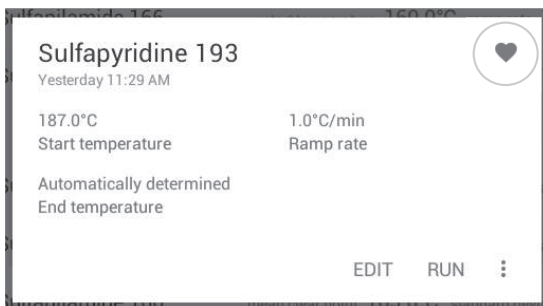 Sulfapyridine 193
Yesterday 11:29 AM
187.0°C
Start temperature
1.0°C/min
Ramp rate
Automatically determined
End temperature
EDIT RUN